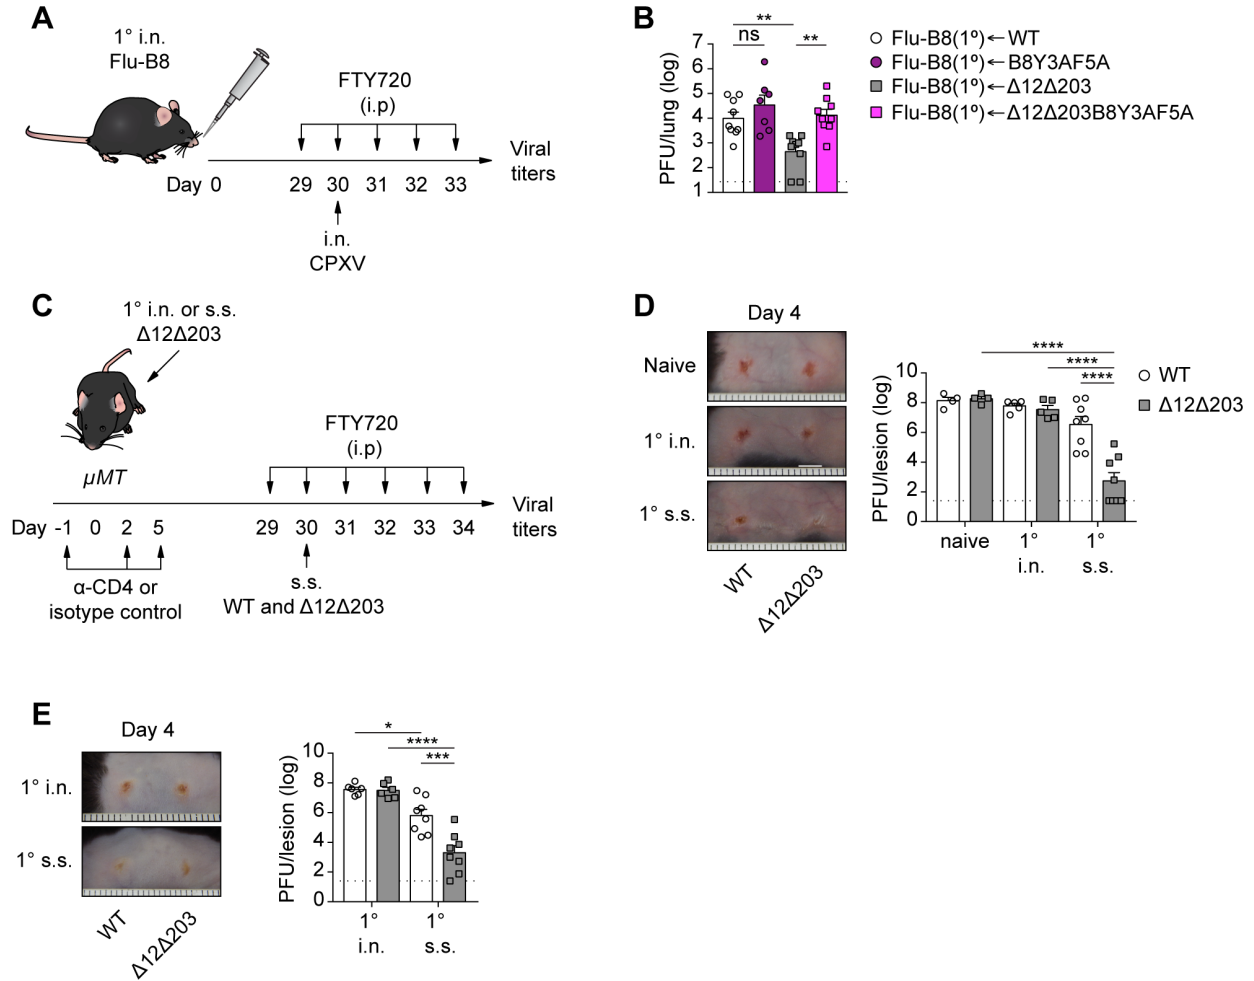 A
1° i.n.
Flu-B8
FTY720
(i.p)
Viral
titers
Day 0 29 30 31 32 33
i.n.
CPXV
B
** 
ns **
7
6
5
4
3
2
1
PFU/lung (log)
Flu-B8(1º)←WT
Flu-B8(1º)←B8Y3AF5A
Flu-B8(1º)←Δ12Δ203
Flu-B8(1º)←Δ12Δ203B8Y3AF5A
C
1° i.n. or s.s.
Δ12Δ203
µMT
FTY720
(i.p)
Viral
titers
Day -1 0 2 5 29 30 31 32 33 34
α-CD4 or
isotype control
s.s.
WT and Δ12Δ203
D
Day 4
Naive
1° i.n.
1° s.s.
WT
Δ12Δ203
****
****
****
10
8
6
4
2
0
PFU/lesion (log)
naive 1° 1°
i.n. s.s.
WT
Δ12Δ203
E
Day 4
1° i.n.
1° s.s.
WT
Δ12Δ203
*
****
***
10
8
6
4
2
0
PFU/lesion (log)
1° 1°
i.n. s.s.